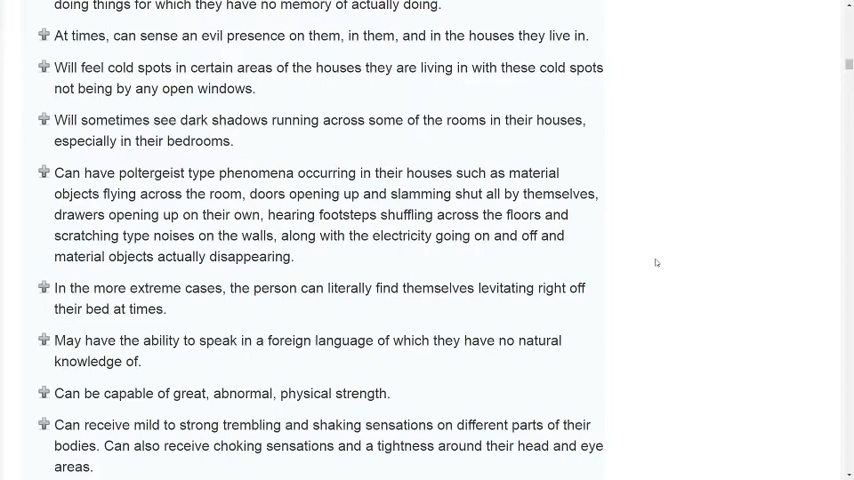 doing things for which they have no memory of actually doing.
At times, can sense an evil presence on them, in them, and in the houses they live in.
Will feel cold spots in certain areas of the houses they are living in with these cold spots
not being by any open windows.
Will sometimes see dark shadows running across some of the rooms in their houses,
especially in their bedrooms.
Can have poltergeist type phenomena occurring in their houses such as material
objects flying across the room, doors opening up and slamming shut all by themselves,
drawers opening up on their own, hearing footsteps shuffling across the floors and
scratching type noises on the walls, along with the electricity going on and off and
material objects actually disappearing.
In the more extreme cases, the person can literally find themselves levitating right off
their bed at times.
May have the ability to speak in a foreign language of which they have no natural
knowledge of.
Can be capable of great, abnormal, physical strength.
Can receive mild to strong trembling and shaking sensations on different parts of their
bodies. Can also receive choking sensations and a tightness around their head and eye
areas.